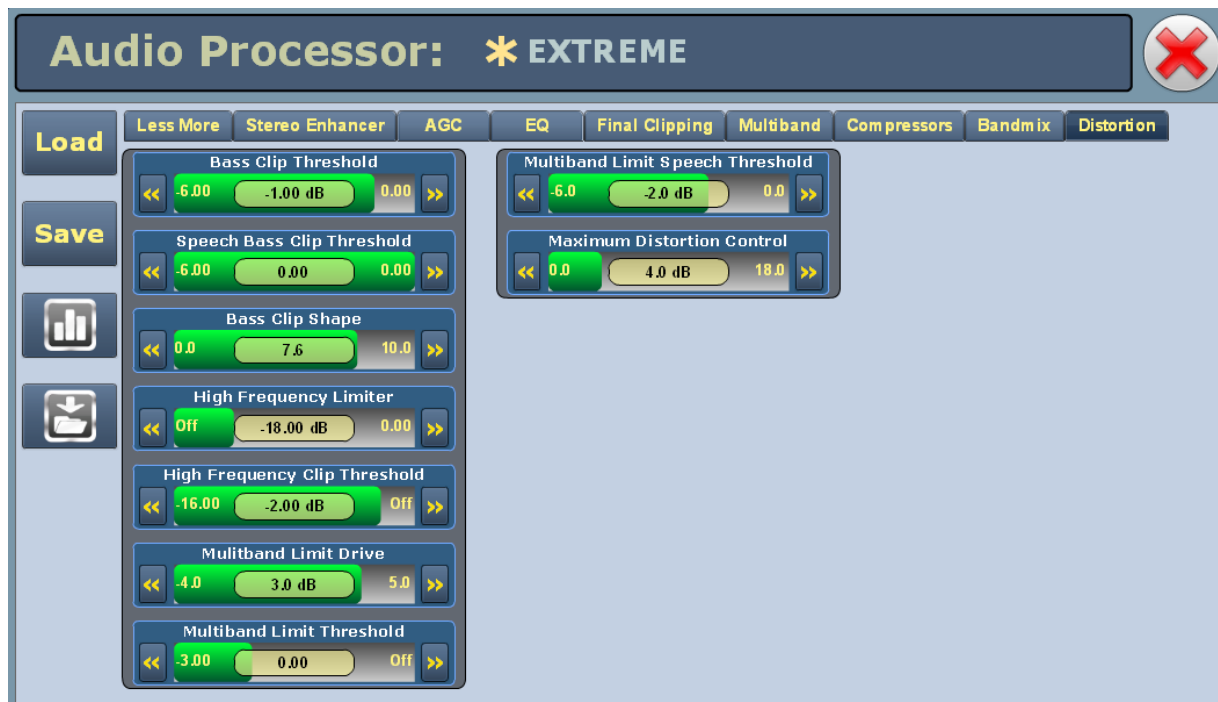 Audio Processor: * EXTREME
Load
Save
Less More Stereo Enhancer AGC EQ Final Clipping Multiband Compressors Bandmix Distortion
Bass Clip Threshold
« -6.00 -1.00 dB 0.00 »
Speech Bass Clip Threshold
« -6.00 0.00 0.00 »
Bass Clip Shape
« 0.0 7.6 10.0 »
High Frequency Limiter
« Off -18.00 dB 0.00 »
High Frequency Clip Threshold
« -16.00 -2.00 dB Off »
Mulitband Limit Drive
« -4.0 3.0 dB 5.0 »
Multiband Limit Threshold
« -3.00 0.00 Off »
Multiband Limit Speech Threshold
« -6.0 -2.0 dB 0.0 »
Maximum Distortion Control
« 0.0 4.0 dB 18.0 »